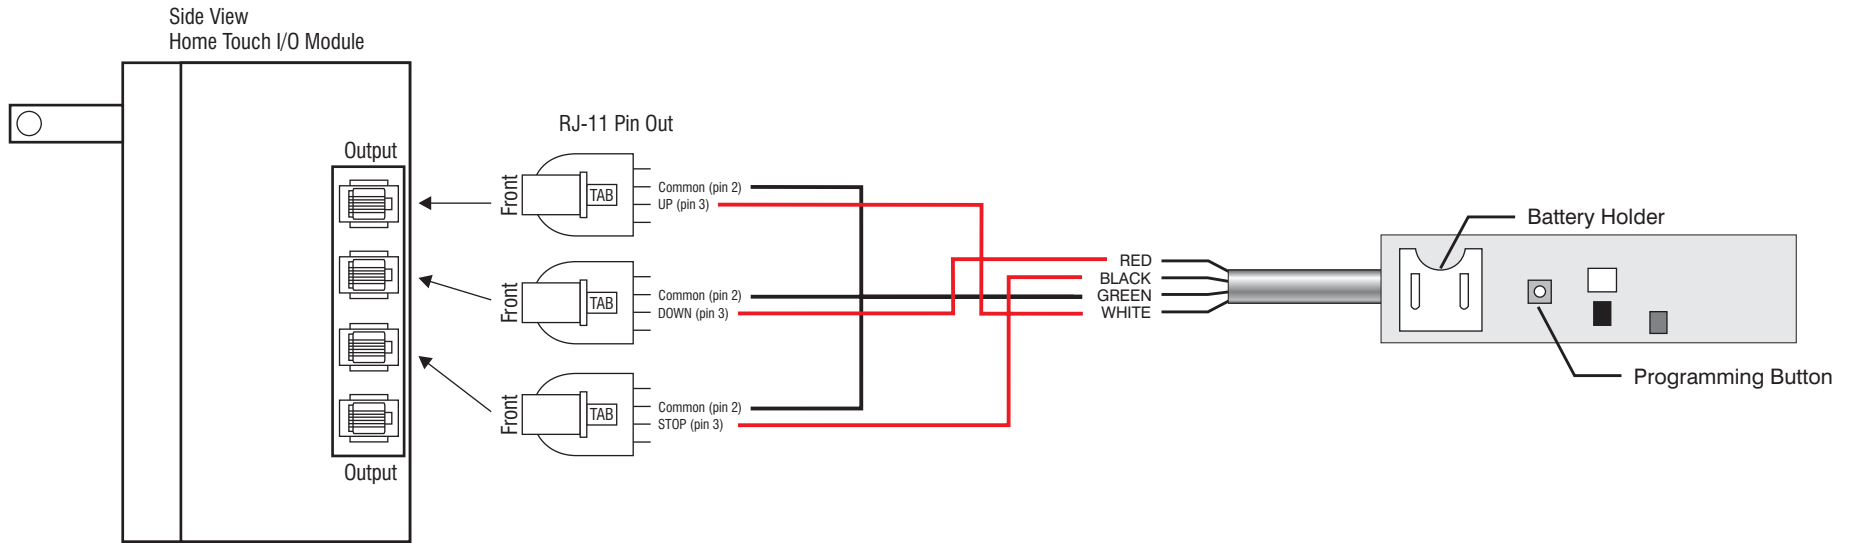 Side View
Home Touch I/O Module
Output
Output
RJ-11 Pin Out
Front
TAB
Common (pin 2)
UP (pin 3)
Front
TAB
Common (pin 2)
DOWN (pin 3)
Front
TAB
Common (pin 2)
STOP (pin 3)
RED
BLACK
GREEN
WHITE
Battery Holder
Programming Button